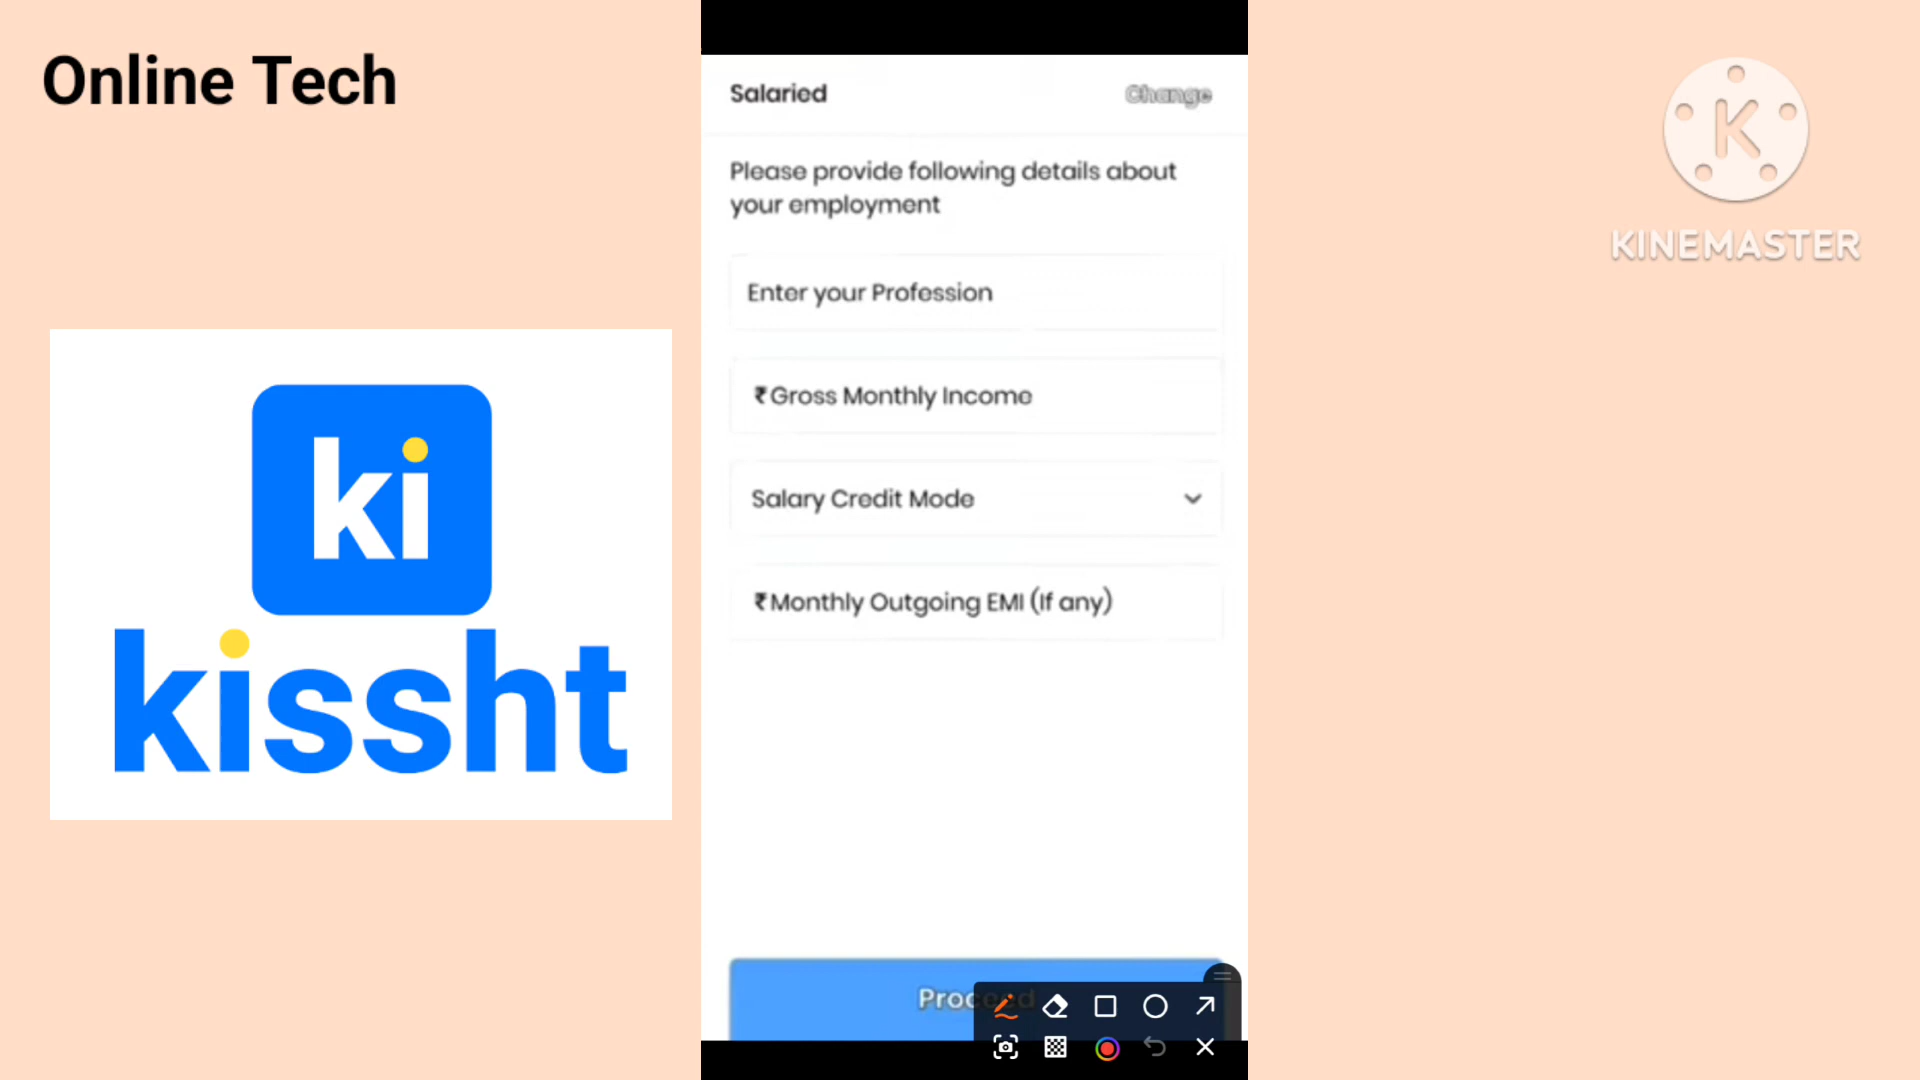 Online Tech
Salaried
Change
Please provide following details about
your employment
Enter your Profession
₹Gross Monthly Income
Salary Credit Mode
₹Monthly Outgoing EMI (If any)
Proceed
ki
kissht
K
KINEMASTER